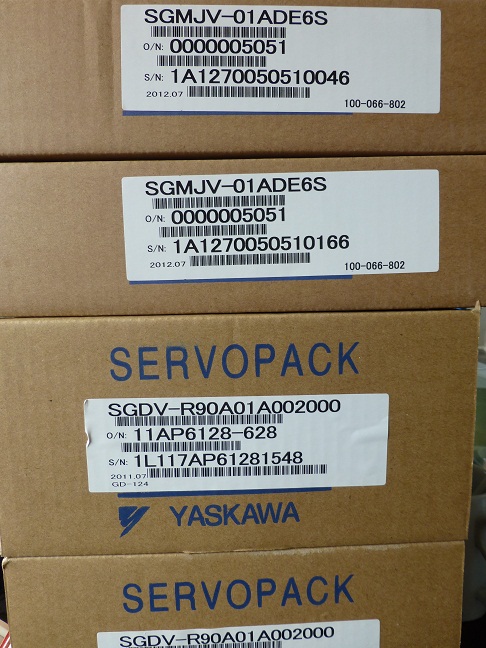 SGMJV-01ADE6S
O/N: 0000005051
S/N: 1A1270050510046
2012.07
100-066-802
SGMJV-01ADE6S
O/N: 0000005051
S/N: 1A1270050510166
2012.07
100-066-802
SERVOPACK
SGDV-R90A01A002000
O/N: 11AP6128-628
S/N: 1L117AP61281548
2011.07
GD-124
YASKAWA
SERVOPACK
SGDV-R90A01A002000